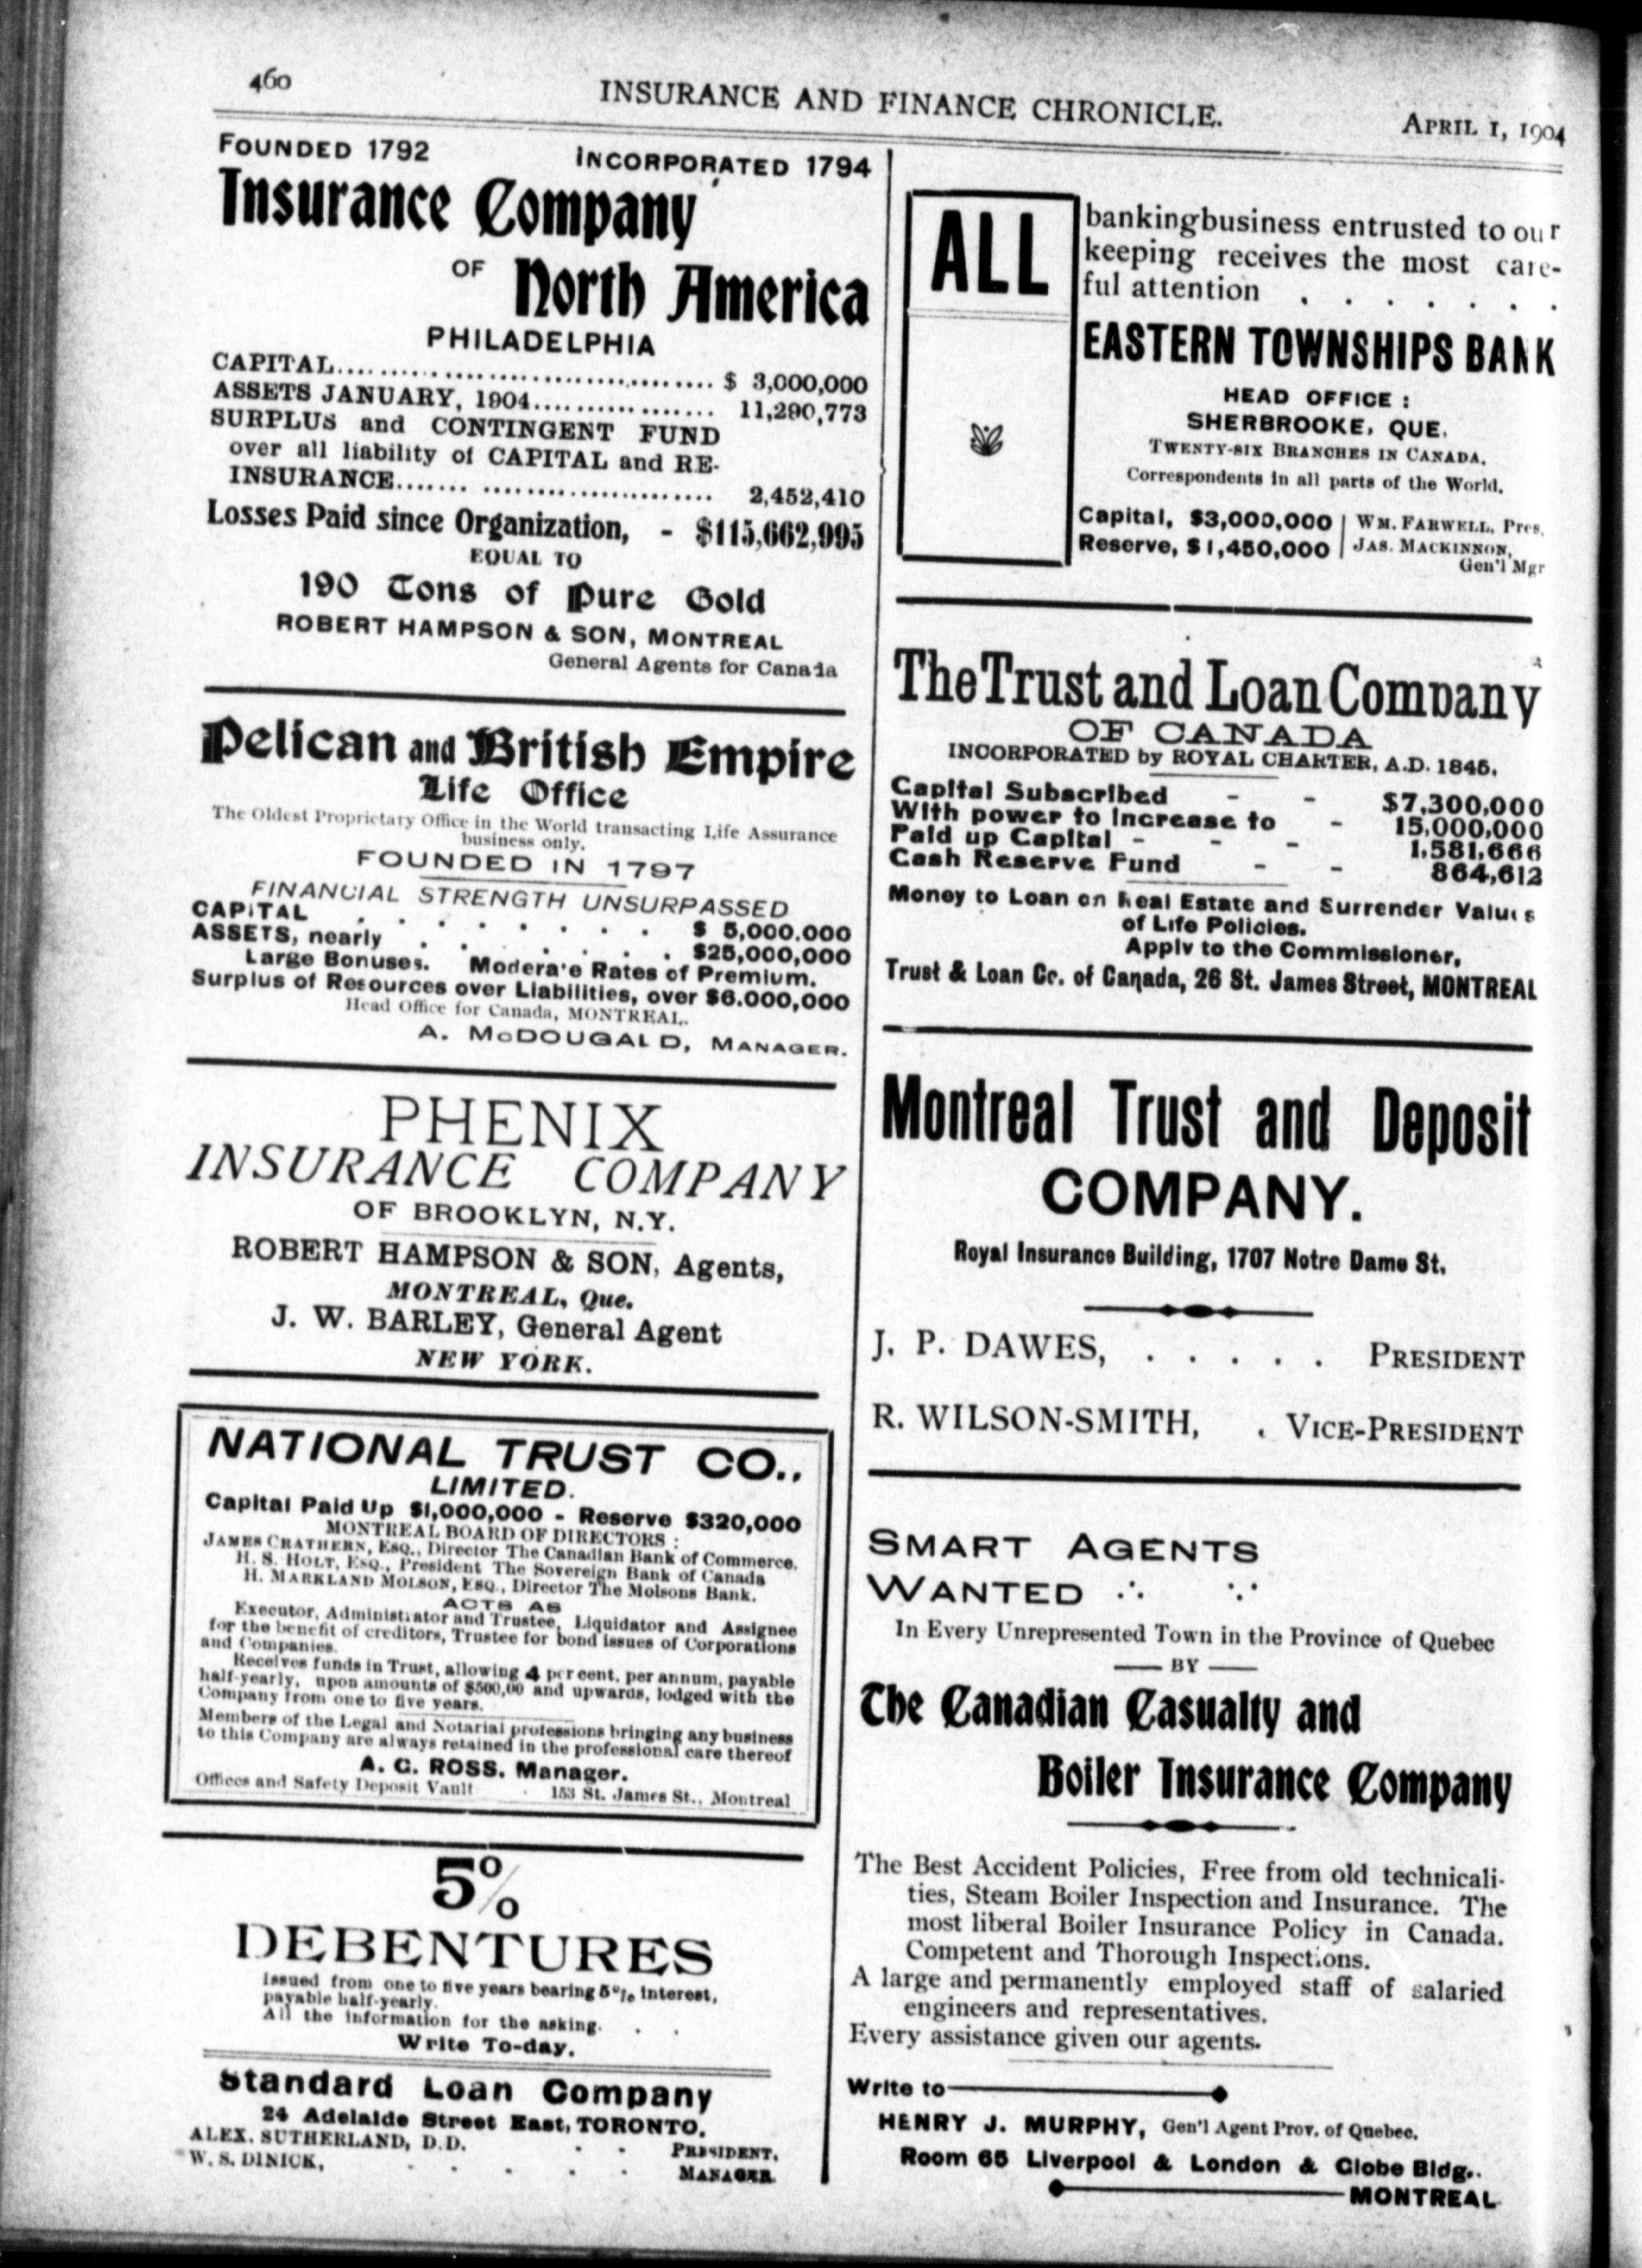 460
INSURANCE AND FINANCE CHRONICLE.
APRIL 1, 1904
FOUNDED 1792
INCORPORATED 1794
Insurance Company
OF North America
PHILADELPHIA
CAPITAL.................................... $ 3,000,000
ASSETS JANUARY, 1904.................. 11,290,773
SURPLUS and CONTINGENT FUND
over all liability of CAPITAL and RE-
INSURANCE............................. 2,452,410
Losses Paid since Organization, - $115,662,995
EQUAL TO
190 Tons of Pure Gold
ROBERT HAMPSON & SON, MONTREAL
General Agents for Canada
Pelican and British Empire
Life Office
The Oldest Proprietary Office in the World transacting Life Assurance
business only.
FOUNDED IN 1797
FINANCIAL STRENGTH UNSURPASSED
CAPITAL . . . . . . . . $ 5,000,000
ASSETS, nearly . . . . . . $25,000,000
Large Bonuses. Moderate Rates of Premium.
Surplus of Resources over Liabilities, over $6.000,000
Head Office for Canada, MONTREAL.
A. McDOUGALD, MANAGER.
PHENIX
INSURANCE COMPANY
OF BROOKLYN, N.Y.
ROBERT HAMPSON & SON, Agents,
MONTREAL, Que.
J. W. BARLEY, General Agent
NEW YORK.
NATIONAL TRUST CO.,
LIMITED.
Capital Paid Up $1,000,000 - Reserve $320,000
MONTREAL BOARD OF DIRECTORS :
JAMES CRATHERN, ESQ., Director The Canadian Bank of Commerce.
H. S. HOLT, ESQ., President The Sovereign Bank of Canada
H. MARKLAND MOLSON, ESQ., Director The Molsons Bank.
ACTS AS
Executor, Administrator and Trustee, Liquidator and Assignee
for the benefit of creditors, Trustee for bond issues of Corporations
and Companies.
Receives funds in Trust, allowing 4 per cent. per annum, payable
half-yearly, upon amounts of $500,00 and upwards, lodged with the
Company from one to five years.
Members of the Legal and Notarial professions bringing any business
to this Company are always retained in the professional care thereof
A. G. ROSS. Manager.
Offices and Safety Deposit Vault . 153 St. James St., Montreal
5%
DEBENTURES
Issued from one to five years bearing 5% interest,
payable half-yearly.
All the information for the asking. . .
Write To-day.
Standard Loan Company
24 Adelaide Street East, TORONTO.
ALEX. SUTHERLAND, D.D. . . PRESIDENT.
W. S. DINICK, . . . . . MANAGER.
ALL
banking business entrusted to our
keeping receives the most care-
ful attention . . . . . . .
EASTERN TOWNSHIPS BANK
HEAD OFFICE :
SHERBROOKE, QUE.
TWENTY-SIX BRANCHES IN CANADA.
Correspondents in all parts of the World.
Capital, $3,000,000 WM. FARWELL, Pres.
Reserve, $1,450,000 JAS. MACKINNON,
Gen'l Mgr
The Trust and Loan Company
OF CANADA
INCORPORATED by ROYAL CHARTER, A.D. 1845.
Capital Subscribed - - $7,300,000
With power to increase to - 15,000,000
Paid up Capital - - - 1,581,666
Cash Reserve Fund - - 864,612
Money to Loan on Real Estate and Surrender Values
of Life Policies.
Apply to the Commissioner,
Trust & Loan Co. of Canada, 26 St. James Street, MONTREAL
Montreal Trust and Deposit
COMPANY.
Royal Insurance Building, 1707 Notre Dame St.
J. P. DAWES, . . . . . PRESIDENT
R. WILSON-SMITH, . VICE-PRESIDENT
SMART AGENTS
WANTED
In Every Unrepresented Town in the Province of Quebec
BY
The Canadian Casualty and
Boiler Insurance Company
The Best Accident Policies, Free from old technicali-
ties, Steam Boiler Inspection and Insurance. The
most liberal Boiler Insurance Policy in Canada.
Competent and Thorough Inspections.
A large and permanently employed staff of salaried
engineers and representatives.
Every assistance given our agents.
Write to
HENRY J. MURPHY, Gen'l Agent Prov. of Quebec.
Room 65 Liverpool & London & Globe Bldg..
MONTREAL